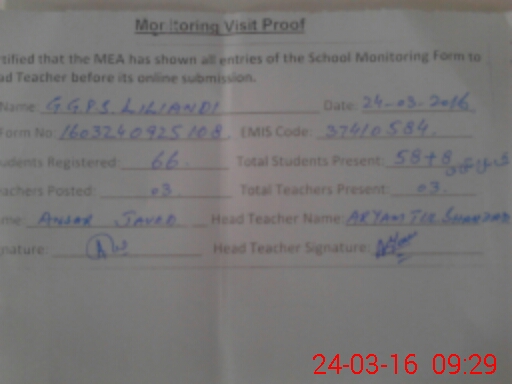 Monitoring Visit Proof
rtified that the MEA has shown all entries of the School Monitoring Form to
ad Teacher before its online submission.
Name: G.G.P.S. LILIANDI Date: 24-03-2016
Form No: 1603240925108 EMIS Code: 37410584
udents Registered: 66 Total Students Present: 58+8
achers Posted: 03 Total Teachers Present: 03.
me: ANSAR JAVED Head Teacher Name:
nature: Head Teacher Signature:
24-03-16 09:29